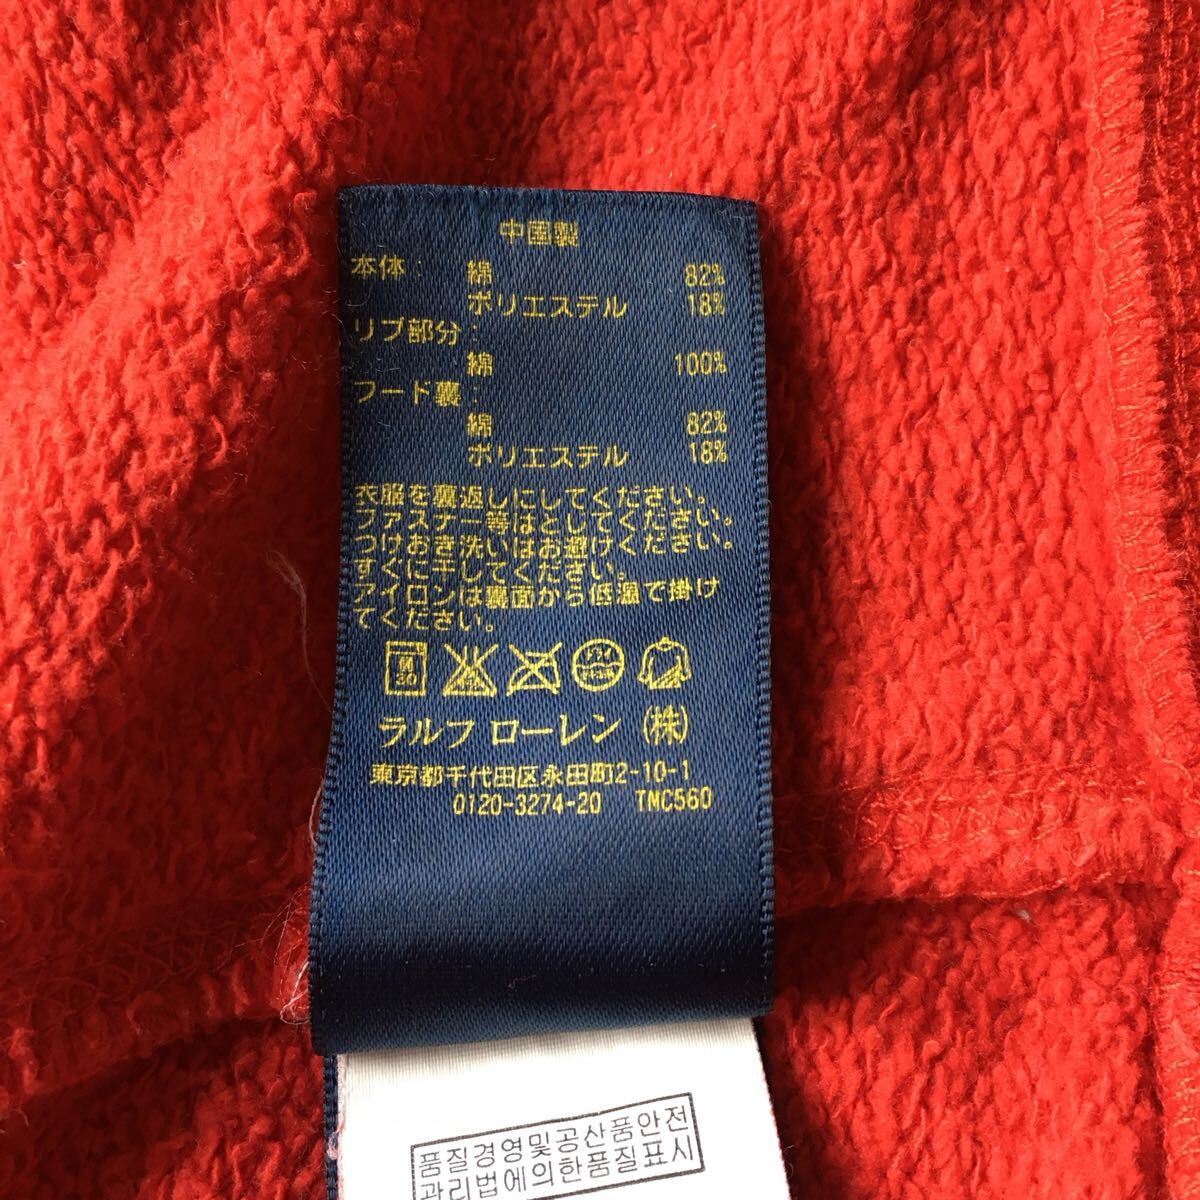 中国製
本体: 綿 82%
ポリエステル 18%
リブ部分:
綿 100%
フード裏:
綿 82%
ポリエステル 18%
衣服を裏返しにしてください。
ファスナー等はとしてください。
つけおき洗いはお避けください。
すぐに干してください。
アイロンは裏面から低温で掛け
てください。
30
ラルフ ローレン (株)
東京都千代田区永田町2-10-1
0120-3274-20 TMC560
품질경영및공산품안전
관리법에의한품질표시